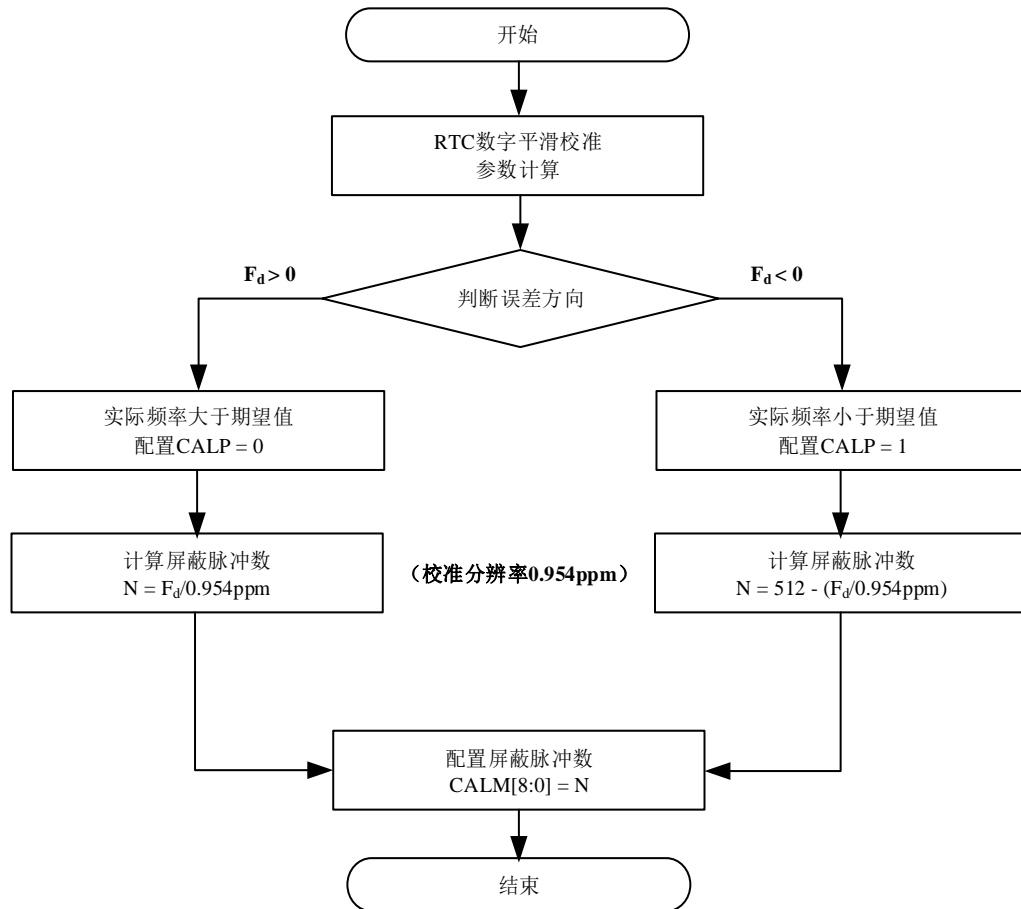 开始
RTC数字平滑校准
参数计算
Fd > 0
Fd < 0
判断误差方向
实际频率大于期望值
配置CALP = 0
实际频率小于期望值
配置CALP = 1
计算屏蔽脉冲数
N = Fd/0.954ppm
（校准分辨率0.954ppm）
计算屏蔽脉冲数
N = 512 - (Fd/0.954ppm)
配置屏蔽脉冲数
CALM[8:0] = N
结束